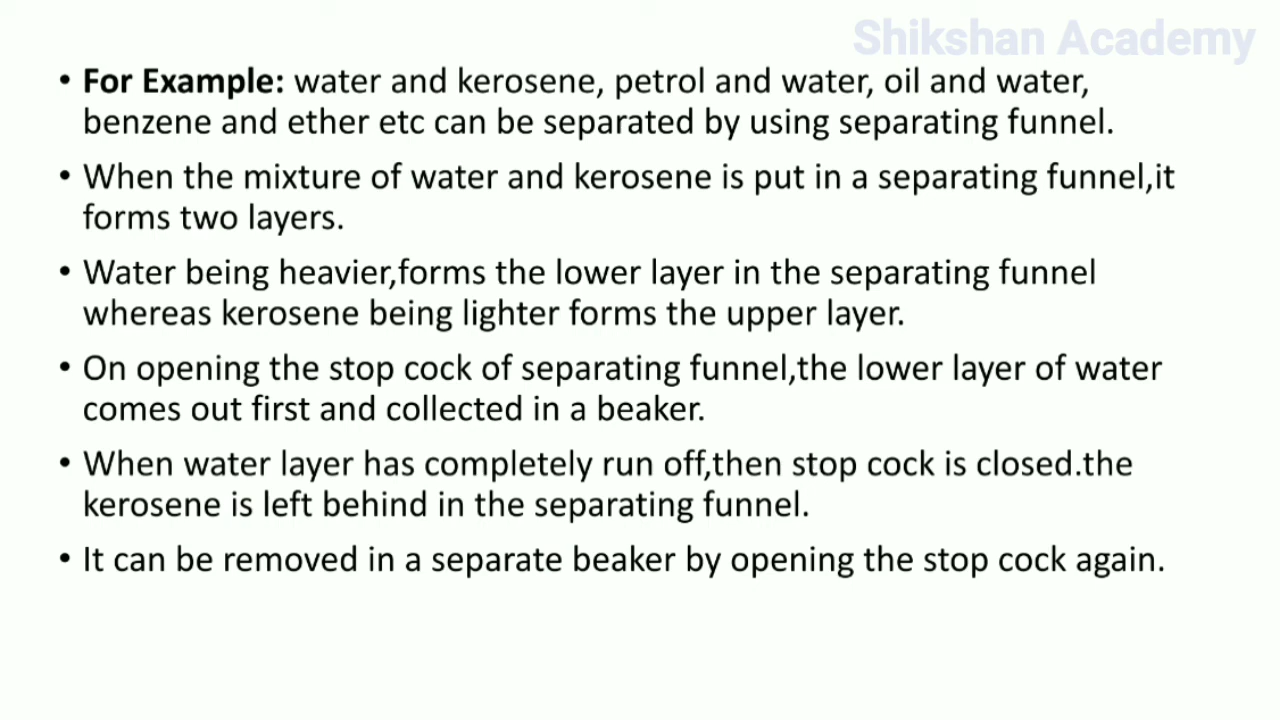 Shikshan Academy
• For Example: water and kerosene, petrol and water, oil and water,
benzene and ether etc can be separated by using separating funnel.
• When the mixture of water and kerosene is put in a separating funnel,it
forms two layers.
• Water being heavier,forms the lower layer in the separating funnel
whereas kerosene being lighter forms the upper layer.
• On opening the stop cock of separating funnel,the lower layer of water
comes out first and collected in a beaker.
• When water layer has completely run off,then stop cock is closed.the
kerosene is left behind in the separating funnel.
• It can be removed in a separate beaker by opening the stop cock again.